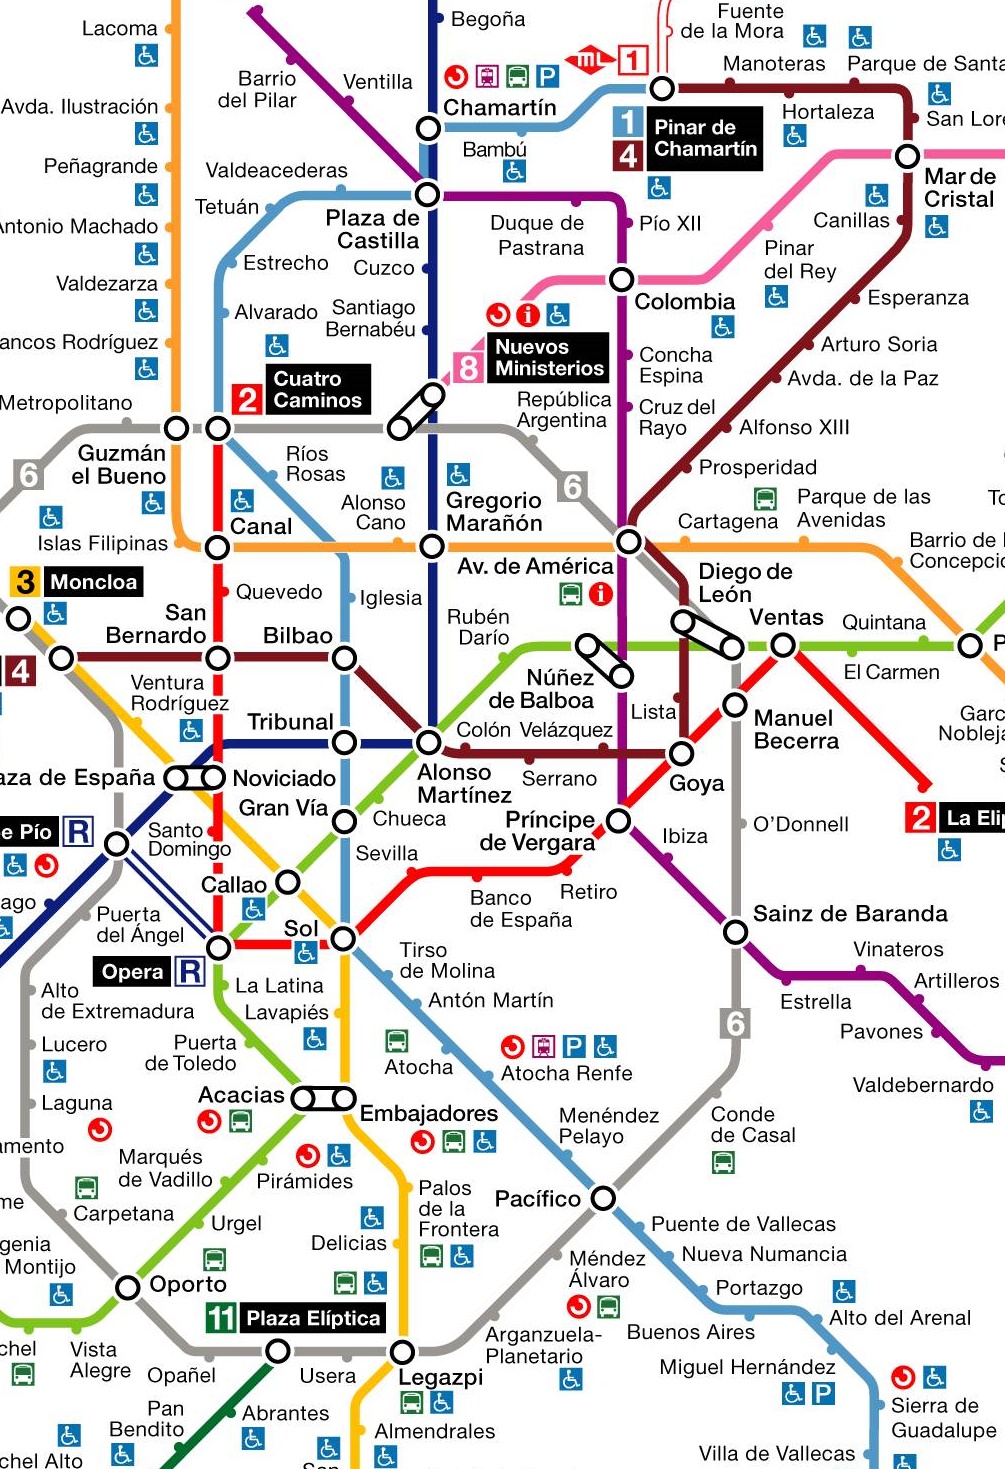 Lacoma
Begoña
Fuente
de la Mora
Barrio
del Pilar
Ventilla
mL 1
Manoteras
Parque de Santa
Avda. Ilustración
P
Chamartín
1
4
Pinar de
Chamartín
Hortaleza
San Lore
Bambú
Peñagrande
Valdeacederas
Mar de
Cristal
Tetuán
Plaza de
Castilla
Duque de
Pastrana
Pío XII
Canillas
ntonio Machado
Estrecho
Cuzco
Pinar
del Rey
Valdezarza
Alvarado
Santiago
Bernabéu
Colombia
Esperanza
ancos Rodríguez
i
8
Nuevos
Ministerios
Concha
Espina
Arturo Soria
2
Cuatro
Caminos
Avda. de la Paz
Metropolitano
República
Argentina
Cruz del
Rayo
Alfonso XIII
Guzmán
el Bueno
Ríos
Rosas
6
6
Prosperidad
Alonso
Cano
Gregorio
Marañón
Cartagena
Parque de las
Avenidas
To
Islas Filipinas
Canal
Av. de América
i
Barrio de l
Concepció
3
Moncloa
Quevedo
Iglesia
Diego de
León
San
Bernardo
Bilbao
Rubén
Darío
Ventas
Quintana
P
4
El Carmen
Ventura
Rodríguez
Núñez
de Balboa
Lista
Manuel
Becerra
Garc
Nobleja
Tribunal
Colón
Velázquez
S
aza de España
Noviciado
Alonso
Martínez
Serrano
Goya
Gran Vía
Chueca
Príncipe
de Vergara
O'Donnell
2
La Elip
e Pío
R
Santo
Domingo
Sevilla
Ibiza
Callao
Banco
de España
Retiro
ago
Puerta
del Ángel
Sol
Sainz de Baranda
Opera
R
Tirso
de Molina
Vinateros
La Latina
Alto
de Extremadura
Lavapiés
Antón Martín
Estrella
Artilleros
Lucero
Puerta
de Toledo
6
Pavones
P
Atocha
Atocha Renfe
Valdebernardo
Laguna
Acacias
Embajadores
Menéndez
Pelayo
Conde
de Casal
amento
Marqués
de Vadillo
Pirámides
me
Carpetana
Urgel
Palos
de la
Frontera
Pacífico
Puente de Vallecas
genia
Montijo
Delicias
Nueva Numancia
Oporto
Méndez
Álvaro
Portazgo
11
Plaza Elíptica
Buenos Aires
Alto del Arenal
chel
Vista
Alegre
Opañel
Usera
Legazpi
Arganzuela-
Planetario
Miguel Hernández
P
Pan
Bendito
Abrantes
Sierra de
Guadalupe
Almendrales
chel Alto
San
Villa de Vallecas